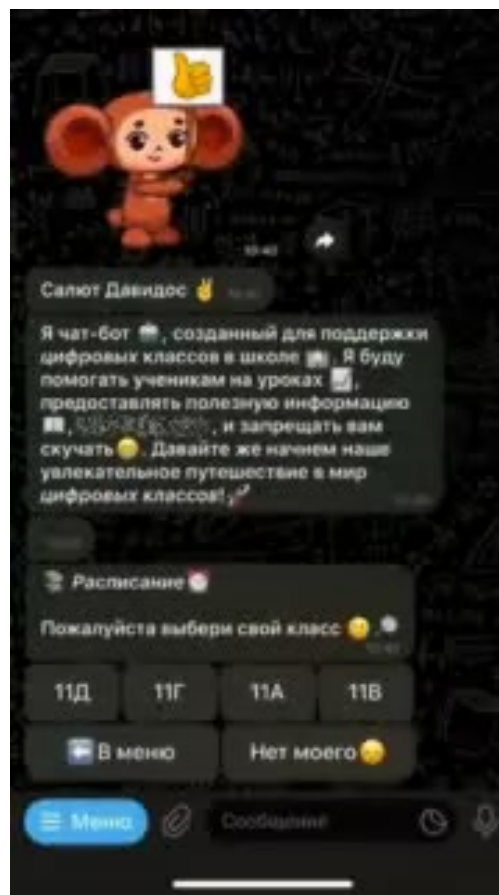 10:40
Салют Давидос ✌
Я чат-бот, созданный для поддержки
цифровых классов в школе. Я буду
помогать ученикам на уроках,
предоставлять полезную информацию
, и запрещать вам
скучать. Давайте же начнем наше
увлекательное путешествие в мир
цифровых классов!
Расписание
Пожалуйста выбери свой класс
11Д 11Г 11А 11В
В меню Нет моего
Меню Сообщение